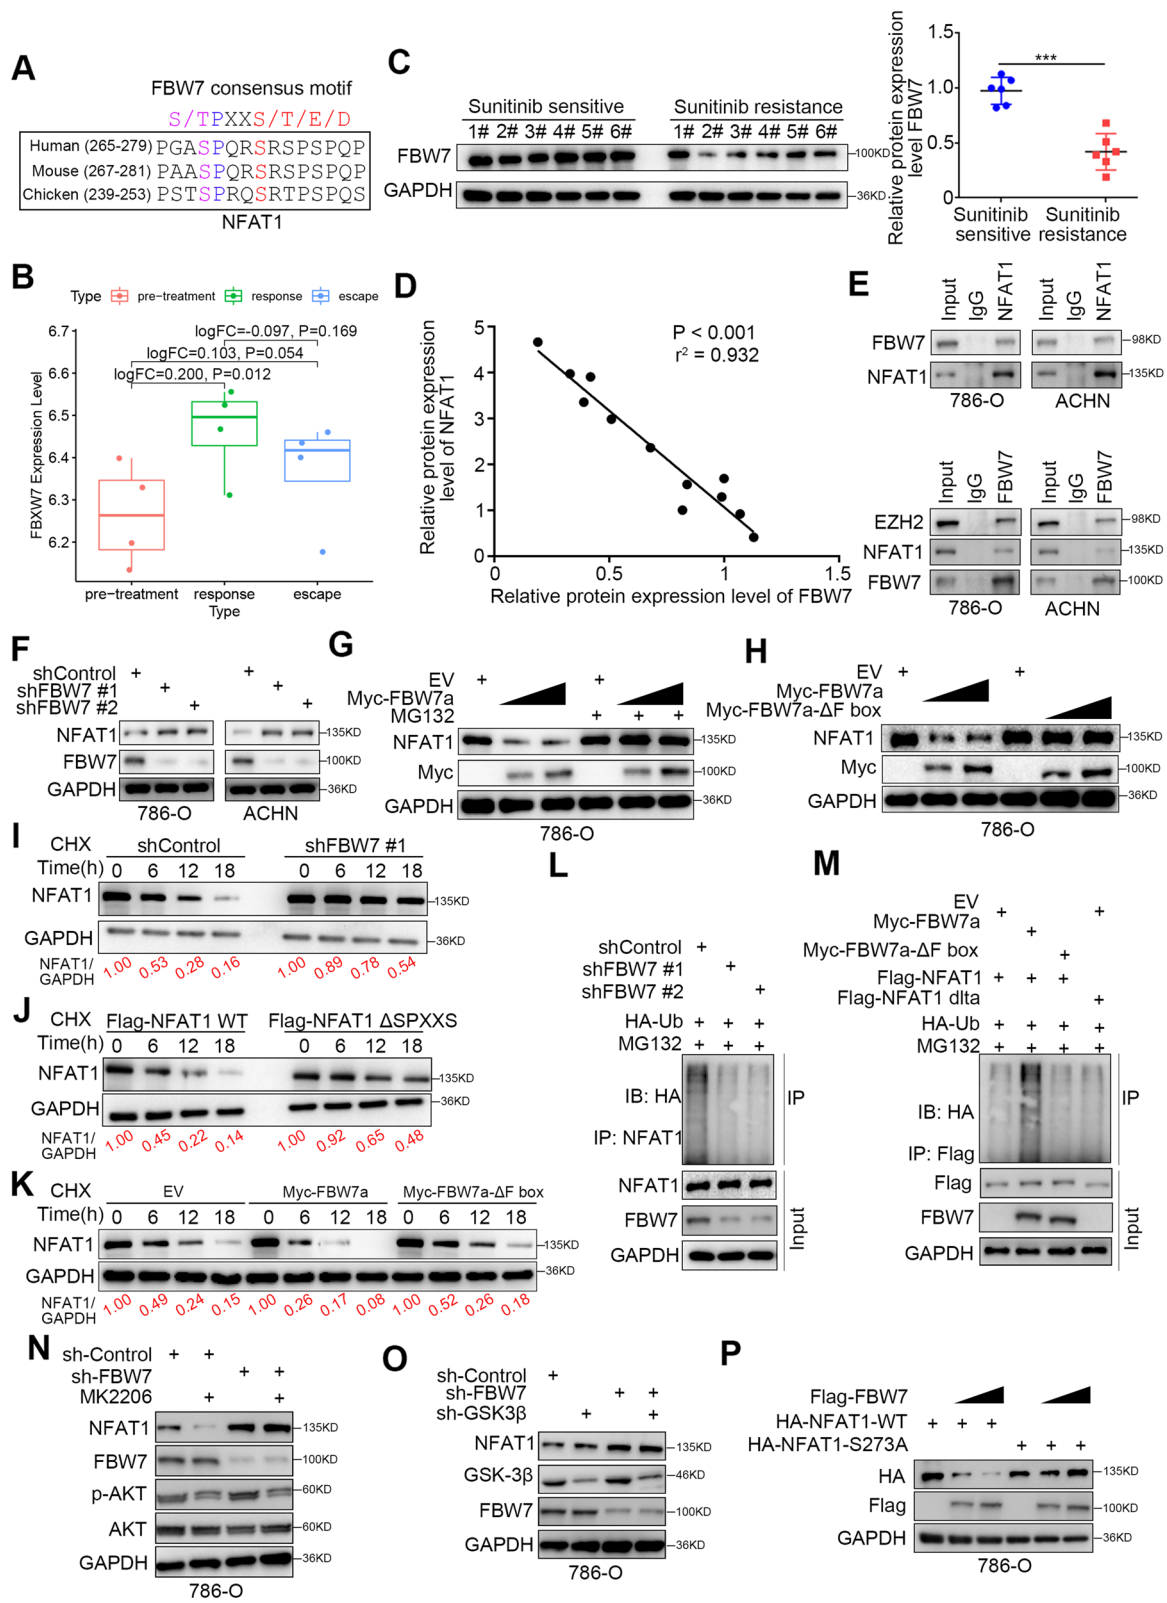 A
FBW7 consensus motif
S/TPXXS/T/E/D
Human (265-279) PGASPQRSRSPSPQP
Mouse (267-281) PAASPQRSRSPSPQP
Chicken (239-253) PSTSPRQSRTPSPQS
NFAT1
B
Type pre-treatment response escape
logFC=-0.097, P=0.169
logFC=0.103, P=0.054
logFC=0.200, P=0.012
FBXW7 Expression Level
6.7
6.6
6.5
6.4
6.3
6.2
pre-treatment response escape
Type
C
Sunitinib sensitive Sunitinib resistance
1# 2# 3# 4# 5# 6# 1# 2# 3# 4# 5# 6#
FBW7 100KD
GAPDH 36KD
Relative protein expression
level of FBW7
1.5
1.0
0.5
0
***
Sunitinib Sunitinib
sensitive resistance
D
Relative protein expression
level of NFAT1
P < 0.001
r² = 0.932
5
4
3
2
1
0
0 0.5 1 1.5
Relative protein expression level of FBW7
E
Input IgG NFAT1 Input IgG NFAT1
FBW7 98KD
NFAT1 135KD
786-O ACHN
Input IgG FBW7 Input IgG FBW7
EZH2 98KD
NFAT1 135KD
FBW7 100KD
786-O ACHN
F
shControl + +
shFBW7 #1 + +
shFBW7 #2 + +
NFAT1 135KD
FBW7 100KD
GAPDH 36KD
786-O ACHN
G
EV + +
Myc-FBW7a
MG132 + + +
NFAT1 135KD
Myc 100KD
GAPDH 36KD
786-O
H
EV + +
Myc-FBW7a
Myc-FBW7a-ΔF box
NFAT1 135KD
Myc 100KD
GAPDH 36KD
786-O
I
CHX shControl shFBW7 #1
Time(h) 0 6 12 18 0 6 12 18
NFAT1 135KD
GAPDH 36KD
NFAT1/
GAPDH
1.00 0.53 0.28 0.16 1.00 0.89 0.78 0.54
J
CHX Flag-NFAT1 WT Flag-NFAT1 ΔSPXXS
Time(h) 0 6 12 18 0 6 12 18
NFAT1 135KD
GAPDH 36KD
NFAT1/
GAPDH
1.00 0.45 0.22 0.14 1.00 0.92 0.65 0.48
K
CHX EV Myc-FBW7a Myc-FBW7a-ΔF box
Time(h) 0 6 12 18 0 6 12 18 0 6 12 18
NFAT1 135KD
GAPDH 36KD
NFAT1/
GAPDH
1.00 0.49 0.24 0.15 1.00 0.26 0.17 0.08 1.00 0.52 0.26 0.18
L
shControl +
shFBW7 #1 +
shFBW7 #2 +
HA-Ub + + +
MG132 + + +
IB: HA
IP: NFAT1
IP
NFAT1
FBW7
GAPDH
Input
M
EV + +
Myc-FBW7a +
Myc-FBW7a-ΔF box +
Flag-NFAT1 + + +
Flag-NFAT1 dlta +
HA-Ub + + + +
MG132 + + + +
IB: HA
IP: Flag
IP
Flag
FBW7
GAPDH
Input
N
sh-Control + +
sh-FBW7 + +
MK2206 + +
NFAT1 135KD
FBW7 100KD
p-AKT 60KD
AKT 60KD
GAPDH 36KD
786-O
O
sh-Control +
sh-FBW7 + +
sh-GSK3β + +
NFAT1 135KD
GSK-3β 46KD
FBW7 100KD
GAPDH 36KD
786-O
P
Flag-FBW7
HA-NFAT1-WT + + +
HA-NFAT1-S273A + + +
HA 135KD
Flag 100KD
GAPDH 36KD
786-O